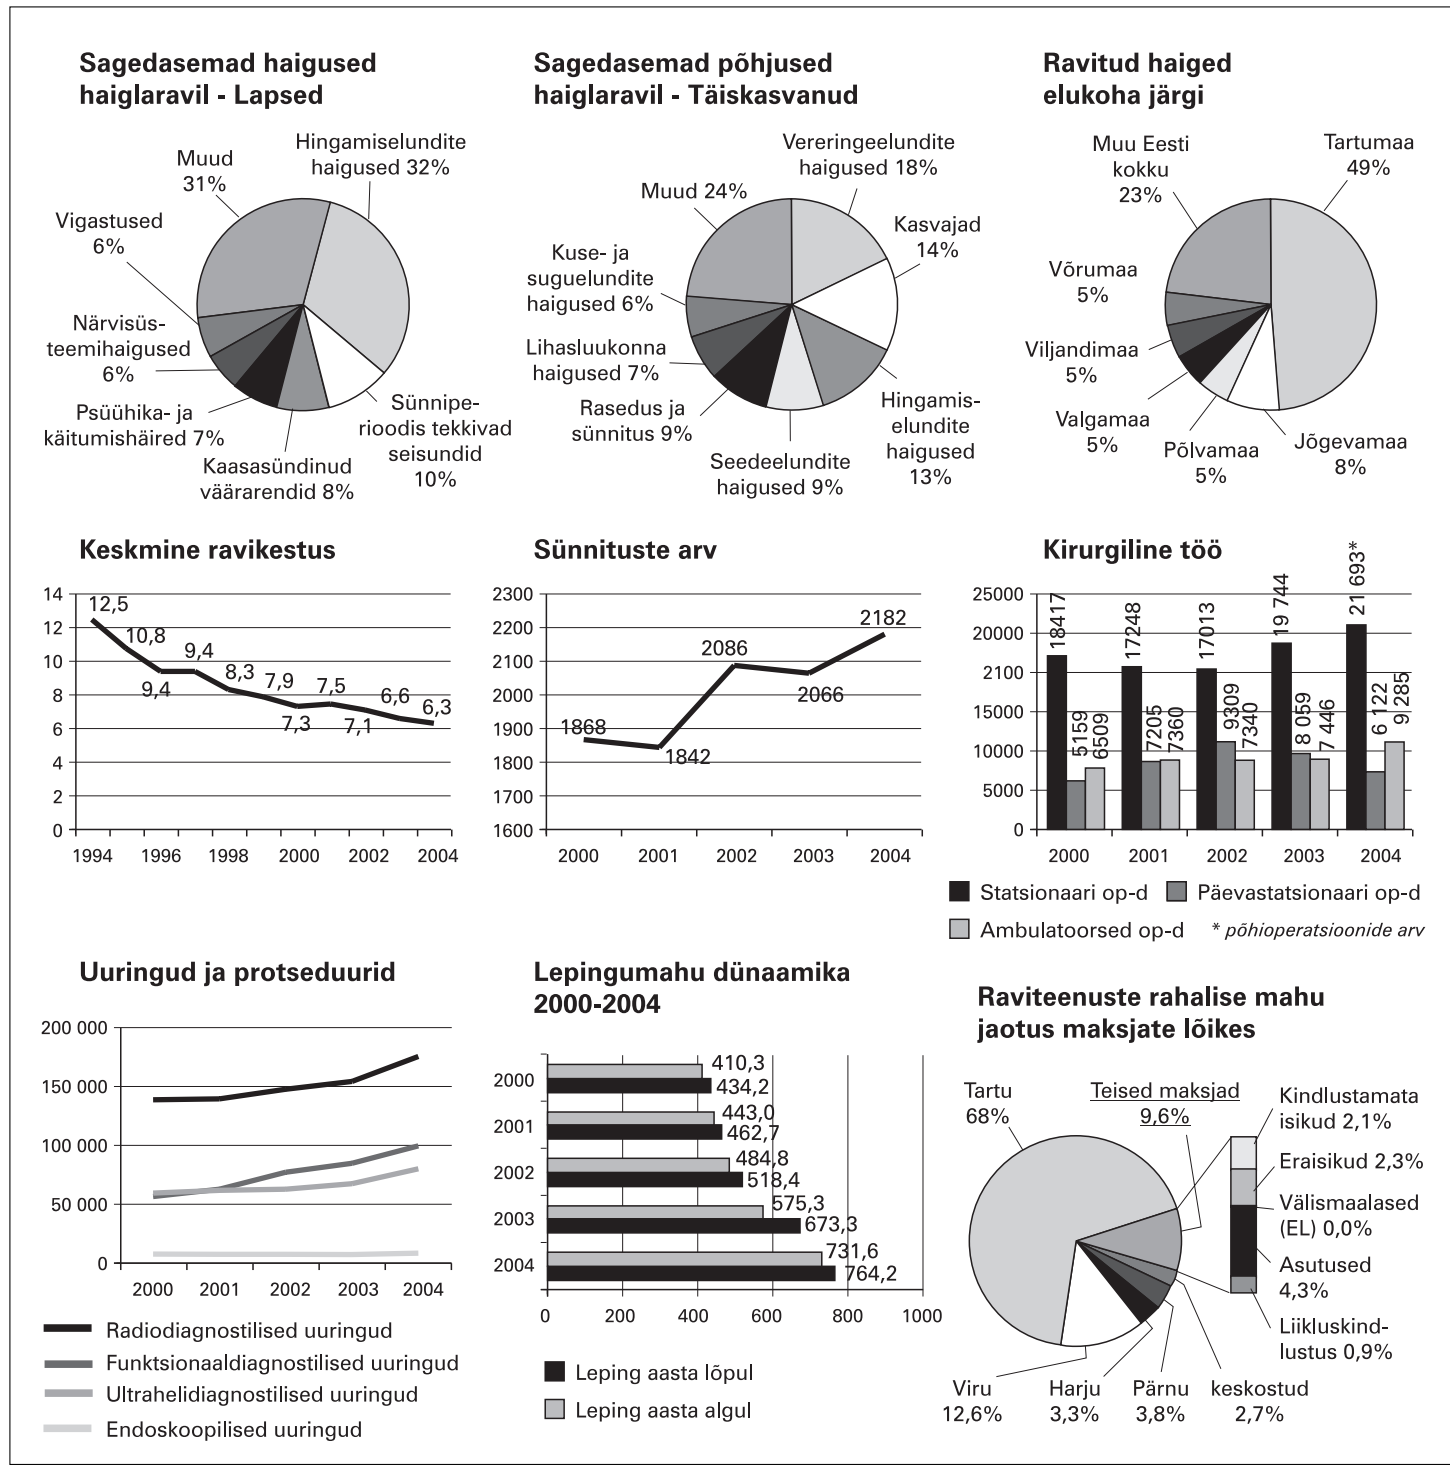 Sagedasemad haigused
haiglaravil - Lapsed
Hingamiselundite
haigused 32%
Muud
31%
Vigastused
6%
Närvisüs-
teemihaigused
6%
Psüühika- ja
käitumishäired 7%
Kaasasündinud
väärarendid 8%
Sünnipe-
rioodis tekkivad
seisundid
10%
Sagedasemad põhjused
haiglaravil - Täiskasvanud
Vereringeelundite
haigused 18%
Muud 24%
Kasvajad
14%
Kuse- ja
suguelundite
haigused 6%
Lihasluukonna
haigused 7%
Rasedus ja
sünnitus 9%
Seedeelundite
haigused 9%
Hingamis-
elundite
haigused
13%
Ravitud haiged
elukoha järgi
Muu Eesti
kokku
23%
Tartumaa
49%
Võrumaa
5%
Viljandimaa
5%
Valgamaa
5%
Põlvamaa
5%
Jõgevamaa
8%
Keskmine ravikestus
14
12
10
8
6
4
2
0
12,5
10,8
9,4
9,4
8,3
7,9
7,3
7,5
7,1
6,6
6,3
1994 1996 1998 2000 2002 2004
Sünnituste arv
2300
2200
2100
2000
1900
1800
1700
1600
1868
1842
2086
2066
2182
2000 2001 2002 2003 2004
Kirurgiline töö
25000
20000
2100
15000
10000
5000
0
18417
5159
6509
17248
7205
7360
17013
9309
7340
19 744
8 059
7 446
21 693*
6 122
9 285
2000 2001 2002 2003 2004
Statsionaari op-d Päevastatsionaari op-d
Ambulatoorsed op-d * põhioperatsioonide arv
Uuringud ja protseduurid
200 000
150 000
100 000
50 000
0
2000 2001 2002 2003 2004
Radiodiagnostilised uuringud
Funktsionaaldiagnostilised uuringud
Ultrahelidiagnostilised uuringud
Endoskoopilised uuringud
Lepingumahu dünaamika
2000-2004
2000
410,3
434,2
2001
443,0
462,7
2002
484,8
518,4
2003
575,3
673,3
2004
731,6
764,2
0 200 400 600 800 1000
Leping aasta lõpul
Leping aasta algul
Raviteenuste rahalise mahu
jaotus maksjate lõikes
Tartu
68%
Teised maksjad
9,6%
Kindlustamata
isikud 2,1%
Eraisikud 2,3%
Välismaalased
(EL) 0,0%
Asutused
4,3%
Liikluskind-
lustus 0,9%
Viru
12,6%
Harju
3,3%
Pärnu
3,8%
keskostud
2,7%